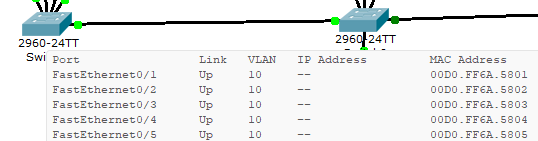 2960-24TT
2960-24TT
Swi
Port Link VLAN IP Address MAC Address
FastEthernet0/1 Up 10 -- 00D0.FF6A.5801
FastEthernet0/2 Up 10 -- 00D0.FF6A.5802
FastEthernet0/3 Up 10 -- 00D0.FF6A.5803
FastEthernet0/4 Up 10 -- 00D0.FF6A.5804
FastEthernet0/5 Up 10 -- 00D0.FF6A.5805